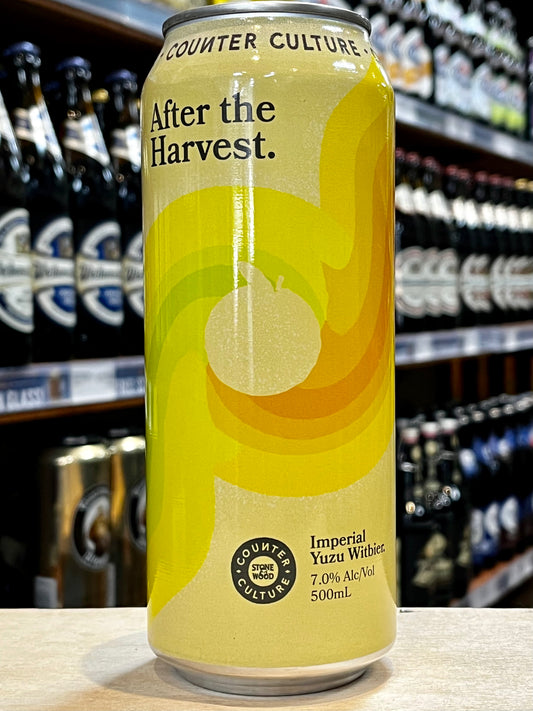 · COUNTER CULTURE ·
After the
Harvest.
COUNTER
STONE &
WOOD
CULTURE
Imperial
Yuzu Witbier.
7.0% Alc/Vol
500mL